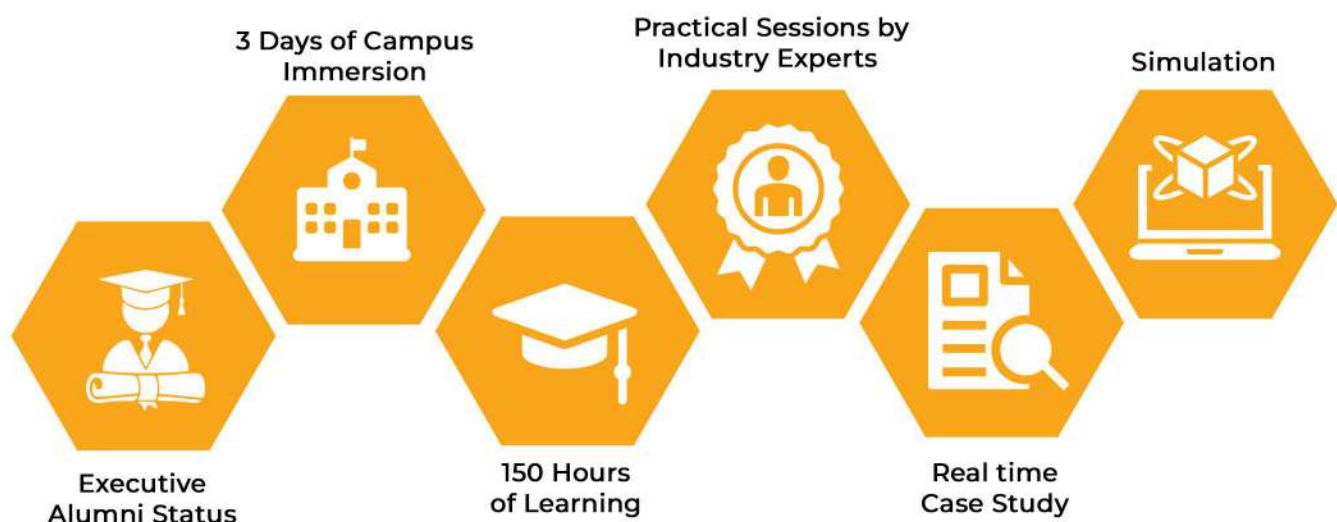 3 Days of Campus
Immersion
Practical Sessions by
Industry Experts
Simulation
Executive
Alumni Status
150 Hours
of Learning
Real time
Case Study